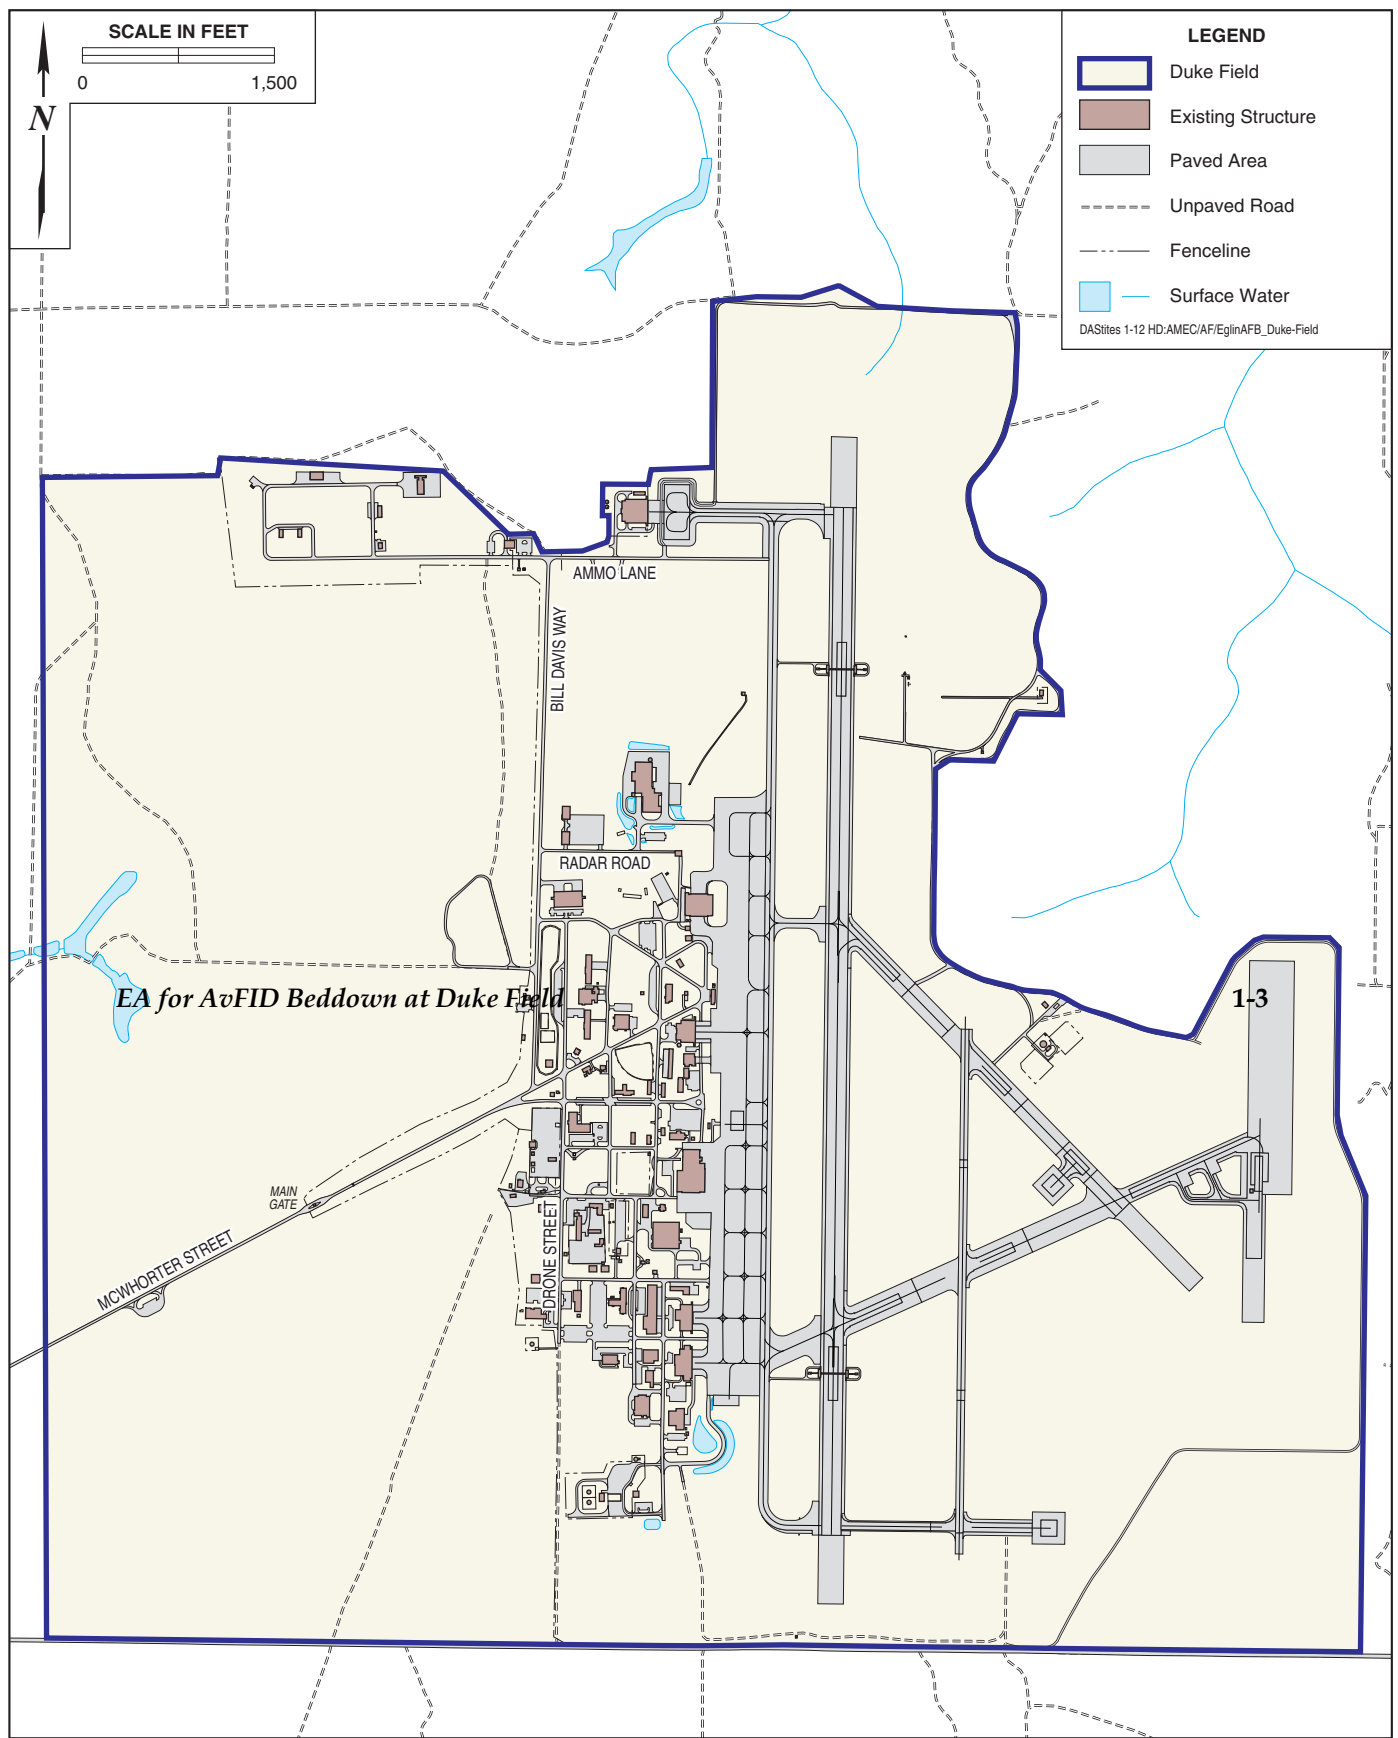 SCALE IN FEET
0 1,500
N
LEGEND
Duke Field
Existing Structure
Paved Area
Unpaved Road
Fenceline
Surface Water
DAStites 1-12 HD:AMEC/AF/EglinAFB_Duke-Field
AMMO LANE
BILL DAVIS WAY
RADAR ROAD
EA for AvFID Beddown at Duke Field
1-3
MAIN
GATE
MCWHORTER STREET
DRONE STREET